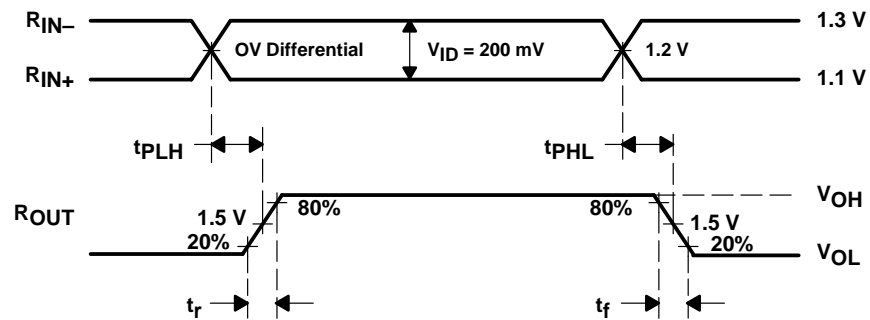 RIN– 1.3 V
OV Differential VID = 200 mV 1.2 V
RIN+ 1.1 V
tPLH tPHL
80% 80% VOH
ROUT 1.5 V 1.5 V
20% 20% VOL
tr tf